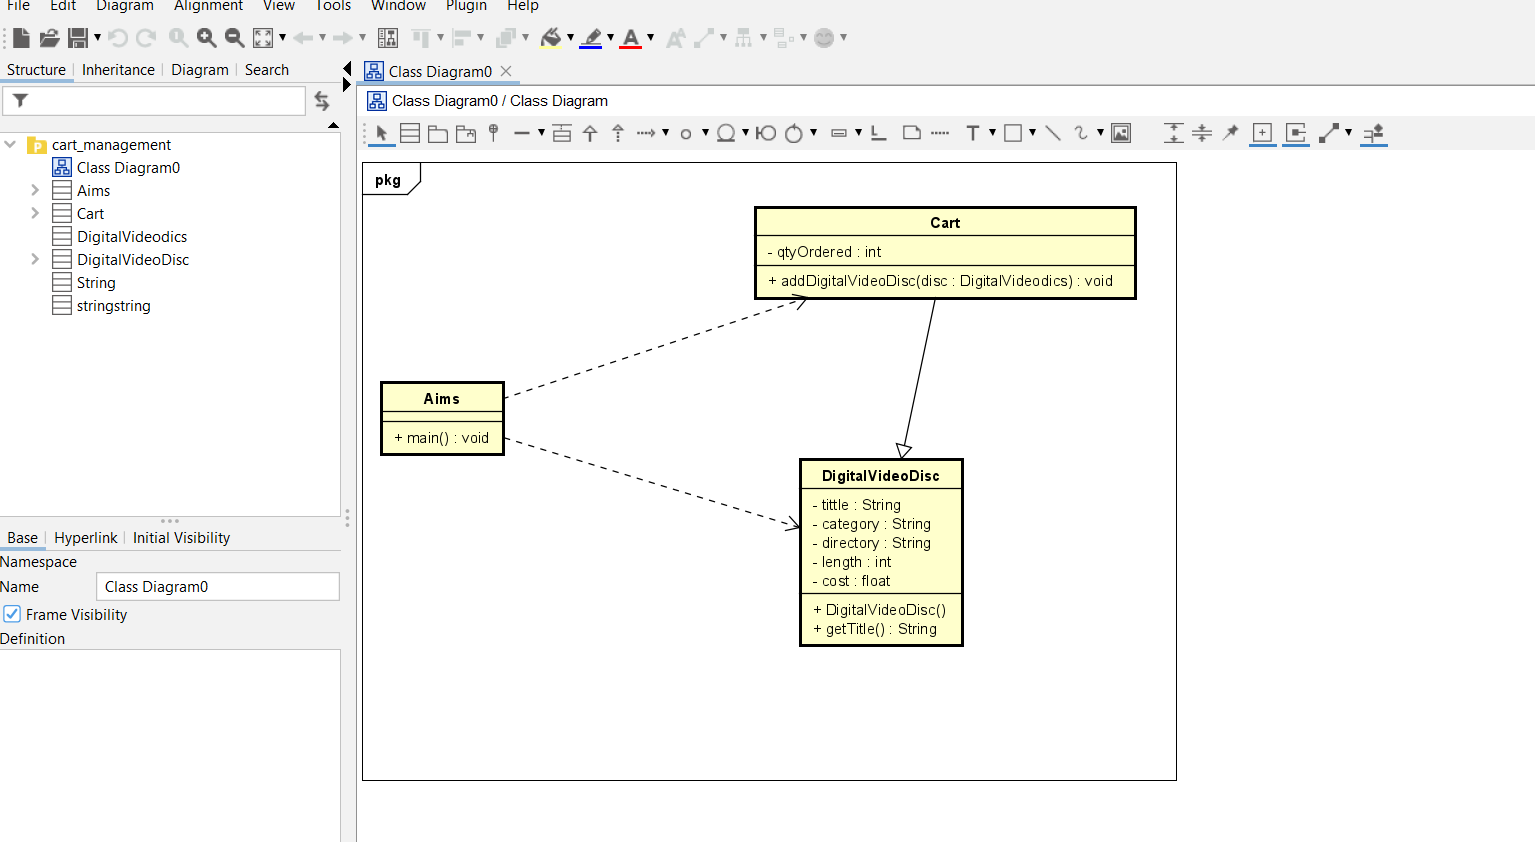 File Edit Diagram Alignment View Tools Window Plugin Help
Structure Inheritance Diagram Search
Class Diagram0
Class Diagram0 / Class Diagram
T
A
A
cart_management
Class Diagram0
Aims
Cart
DigitalVideodics
DigitalVideoDisc
String
stringstring
Base Hyperlink Initial Visibility
Namespace
Name Class Diagram0
Frame Visibility
Definition
pkg
Cart
- qtyOrdered : int
+ addDigitalVideoDisc(disc : DigitalVideodics) : void
Aims
+ main() : void
DigitalVideoDisc
- tittle : String
- category : String
- directory : String
- length : int
- cost : float
+ DigitalVideoDisc()
+ getTitle() : String